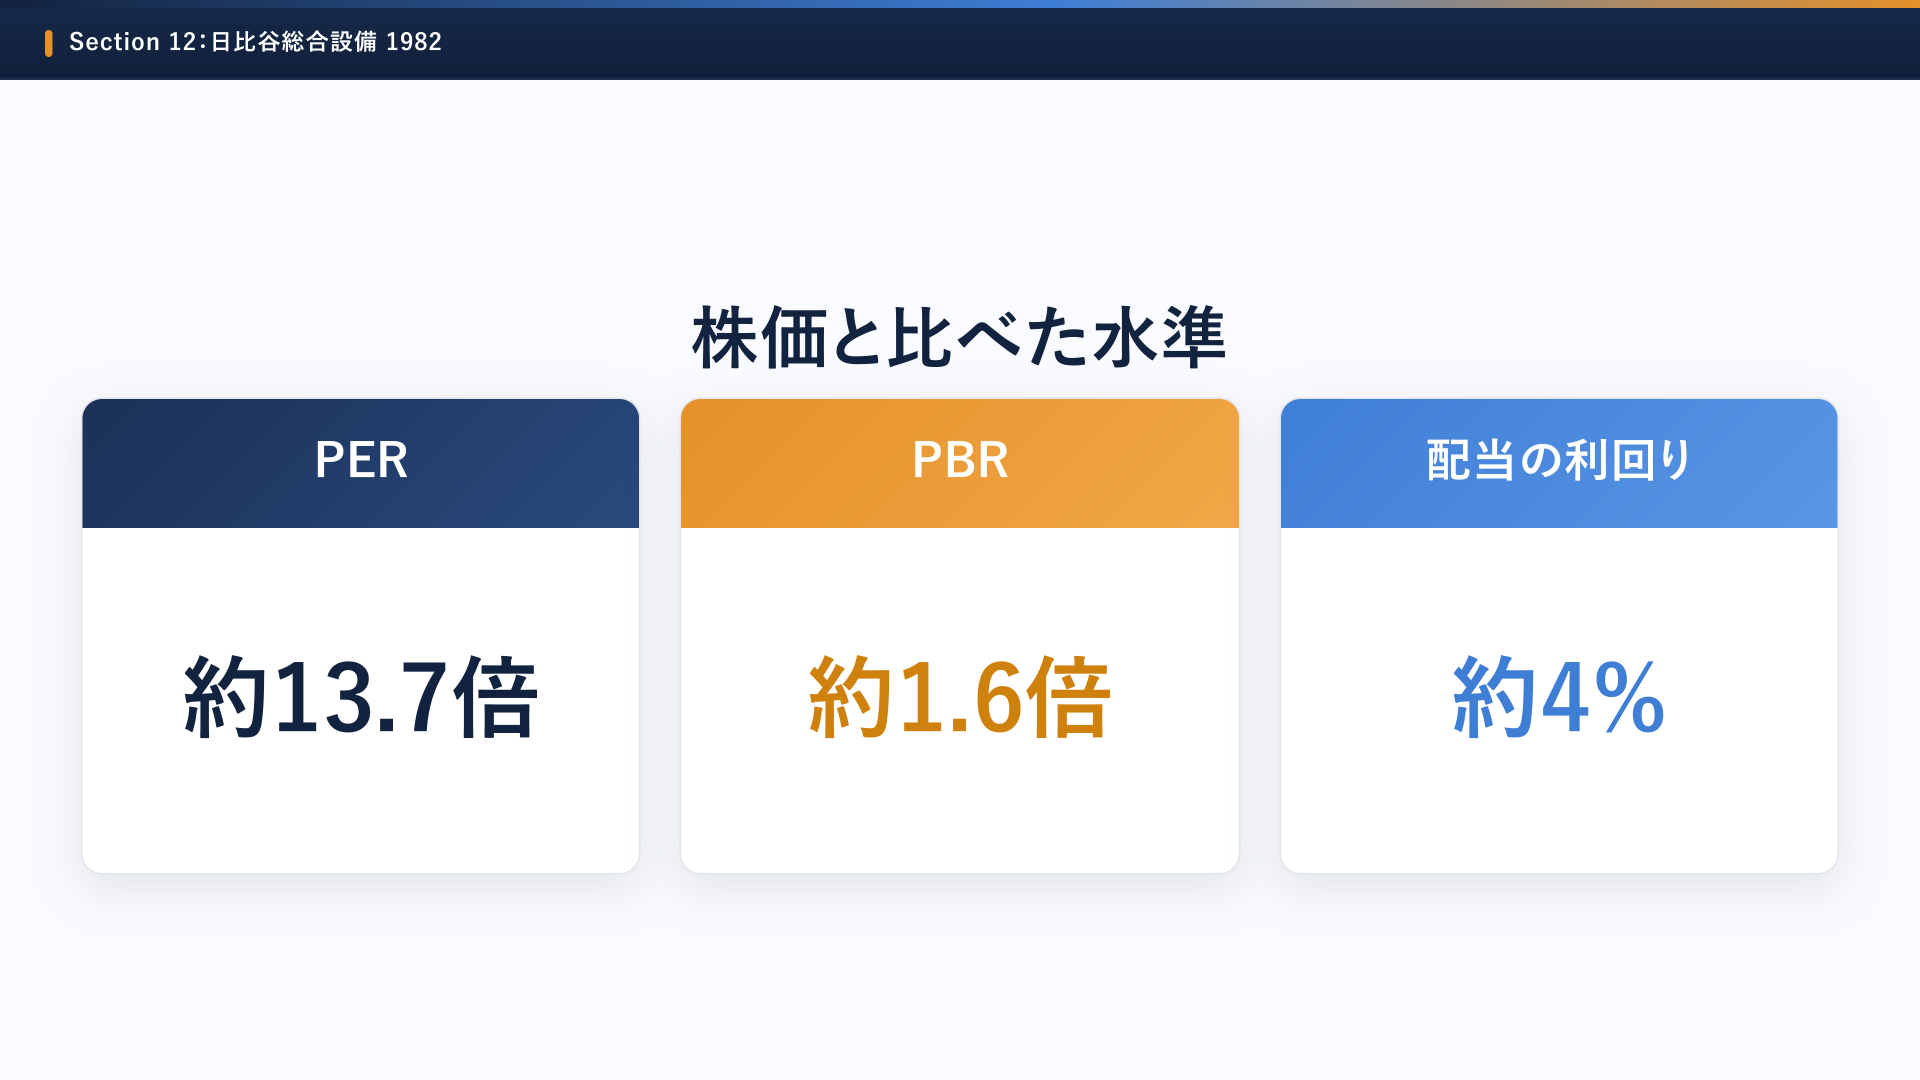 Section 12：日比谷総合設備 1982
株価と比べた水準
PER
約13.7倍
PBR
約1.6倍
配当の利回り
約4%